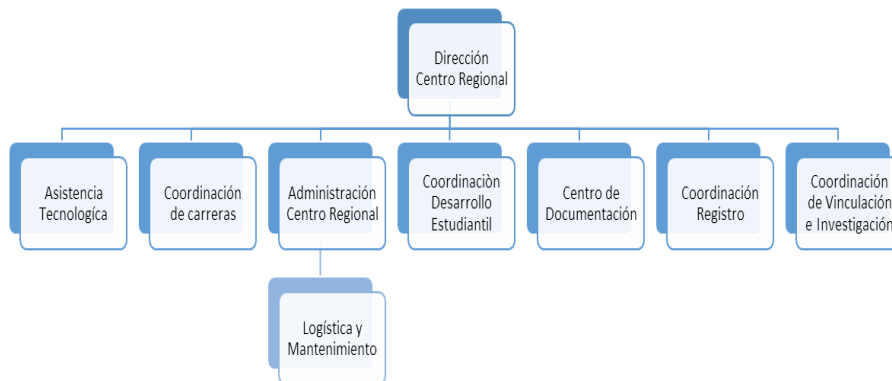 Dirección
Centro Regional
Asistencia
Tecnologíca
Coordinación
de carreras
Administración
Centro Regional
Coordinaciòn
Desarrollo
Estudiantil
Centro de
Documentación
Coordinación
Registro
Coordinación
de Vinculación
e Investigación
Logística y
Mantenimiento